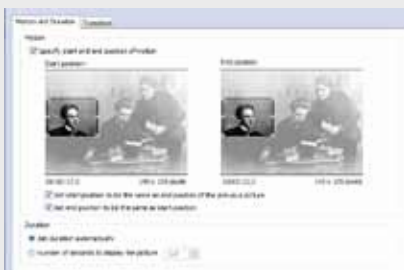 Motion and Duration Transition
Motion
Specify start and end position of motion
Start position End position
pixels pixels
Set start position to be the same as end position of the previous picture
Set end position to be the same as start position
Duration
Set duration automatically
Number of seconds to display the picture